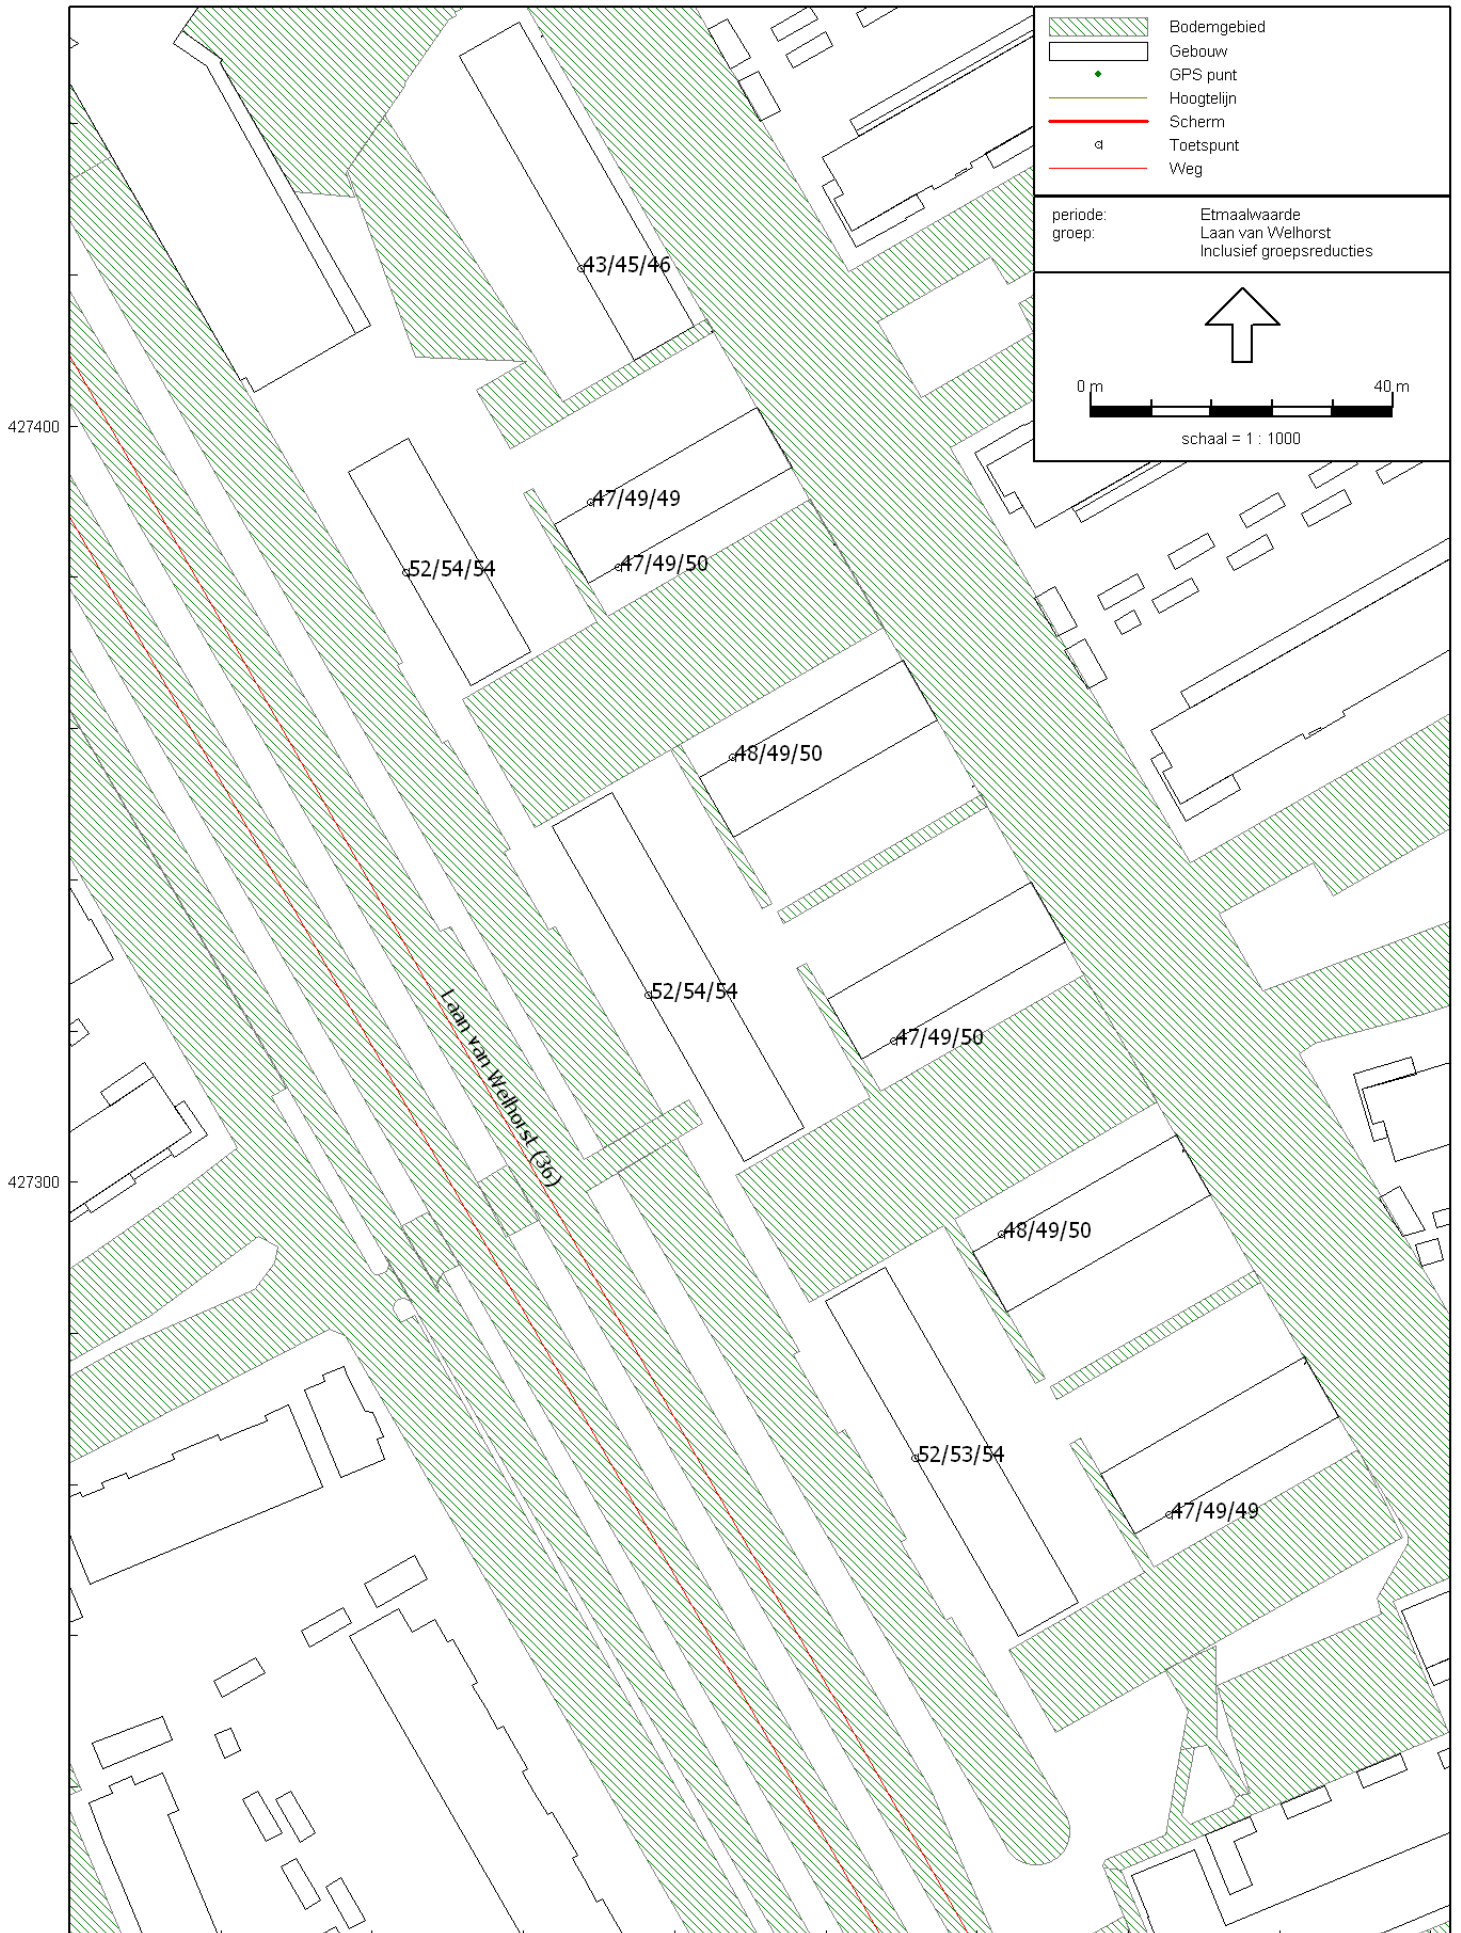 Bodemgebied
Gebouw
GPS punt
Hoogtelijn
Scherm
Toetspunt
Weg
periode: Etmaalwaarde
groep: Laan van Welhorst
Inclusief groepsreducties
0 m 40 m
schaal = 1 : 1000
43/45/46
427400
47/49/49
47/49/50
52/54/54
48/49/50
52/54/54
47/49/50
Laan van Welhorst (36)
427300
48/49/50
52/53/54
47/49/49